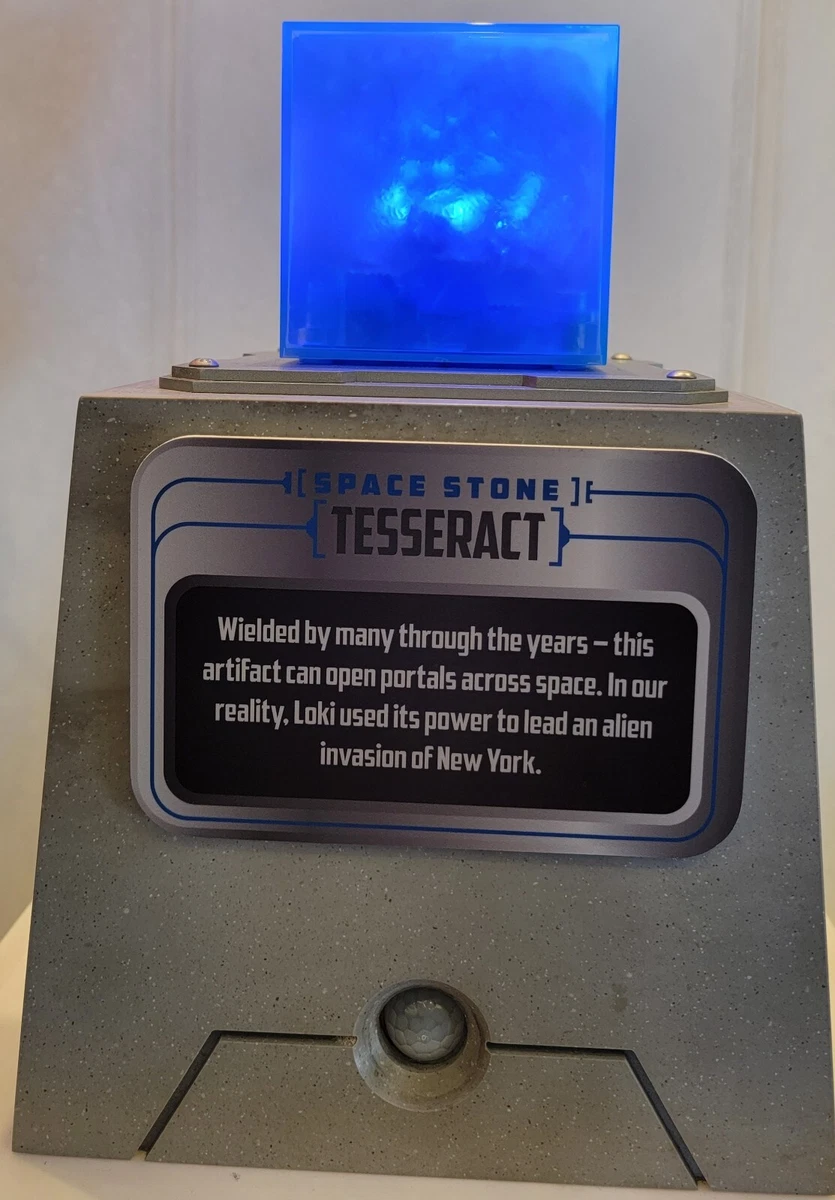 [SPACE STONE]
[TESSERACT]
Wielded by many through the years – this
artifact can open portals across space. In our
reality, Loki used its power to lead an alien
invasion of New York.